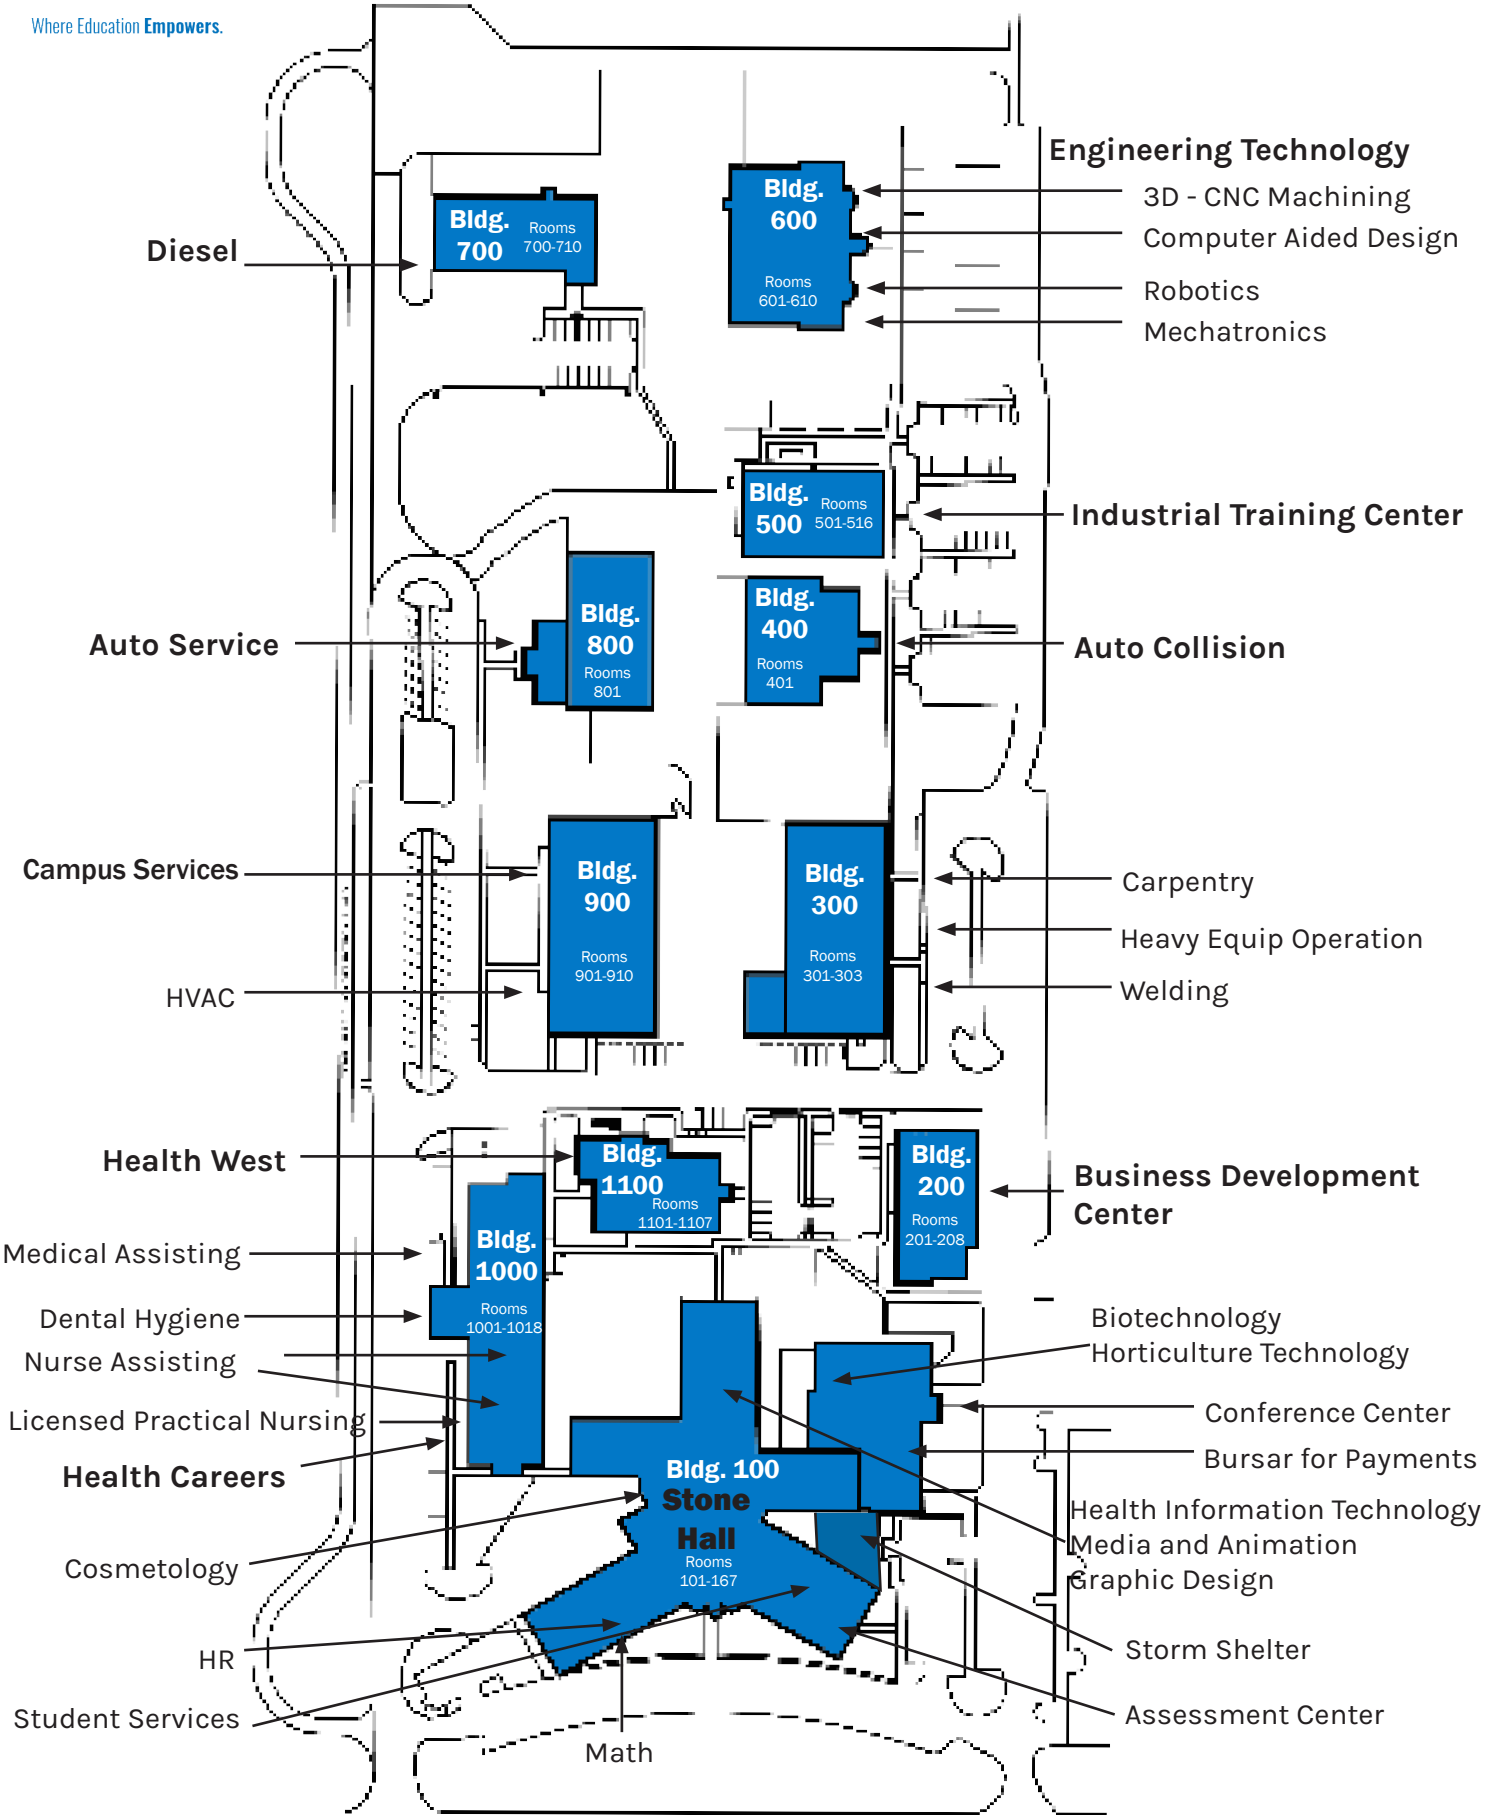 Where Education Empowers.
Engineering Technology
3D - CNC Machining
Computer Aided Design
Robotics
Mechatronics
Bldg.
600
Rooms
601-610
Diesel
Bldg.
700
Rooms
700-710
Bldg.
500
Rooms
501-516
Industrial Training Center
Auto Service
Bldg.
800
Rooms
801
Bldg.
400
Rooms
401
Auto Collision
Campus Services
HVAC
Bldg.
900
Rooms
901-910
Bldg.
300
Rooms
301-303
Carpentry
Heavy Equip Operation
Welding
Health West
Bldg.
1100
Rooms
1101-1107
Bldg.
200
Rooms
201-208
Business Development
Center
Medical Assisting
Dental Hygiene
Nurse Assisting
Licensed Practical Nursing
Health Careers
Bldg.
1000
Rooms
1001-1018
Biotechnology
Horticulture Technology
Conference Center
Bursar for Payments
Bldg. 100
Stone
Hall
Rooms
101-167
Health Information Technology
Media and Animation
Graphic Design
Cosmetology
HR
Student Services
Math
Storm Shelter
Assessment Center